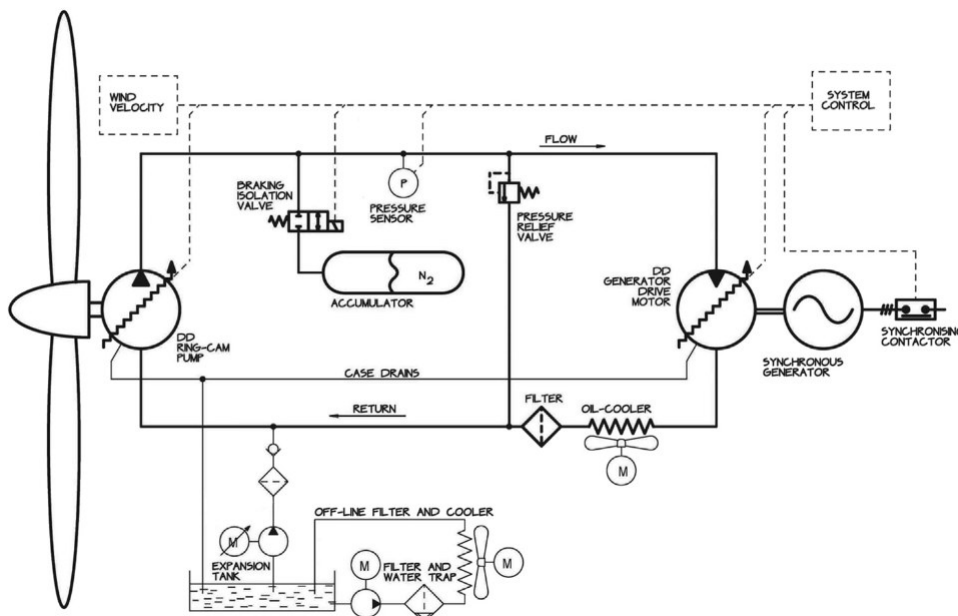 WIND
VELOCITY
SYSTEM
CONTROL
FLOW
BRAKING
ISOLATION
VALVE
P
PRESSURE
SENSOR
PRESSURE
RELIEF
VALVE
N2
ACCUMULATOR
DD
GENERATOR
DRIVE
MOTOR
DD
RING-CAM
PUMP
SYNCHRONOUS
GENERATOR
SYNCHRONISING
CONTACTOR
CASE DRAINS
RETURN
FILTER
OIL-COOLER
M
OFF-LINE FILTER AND COOLER
M
EXPANSION
TANK
M
FILTER AND
WATER TRAP
M